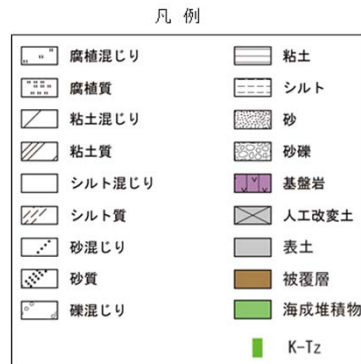 凡 例
腐植混じり
腐植質
粘土混じり
粘土質
シルト混じり
シルト質
砂混じり
砂質
礫混じり
粘土
シルト
砂
砂礫
基盤岩
人工改変土
表土
被覆層
海成堆積物
K-Tz